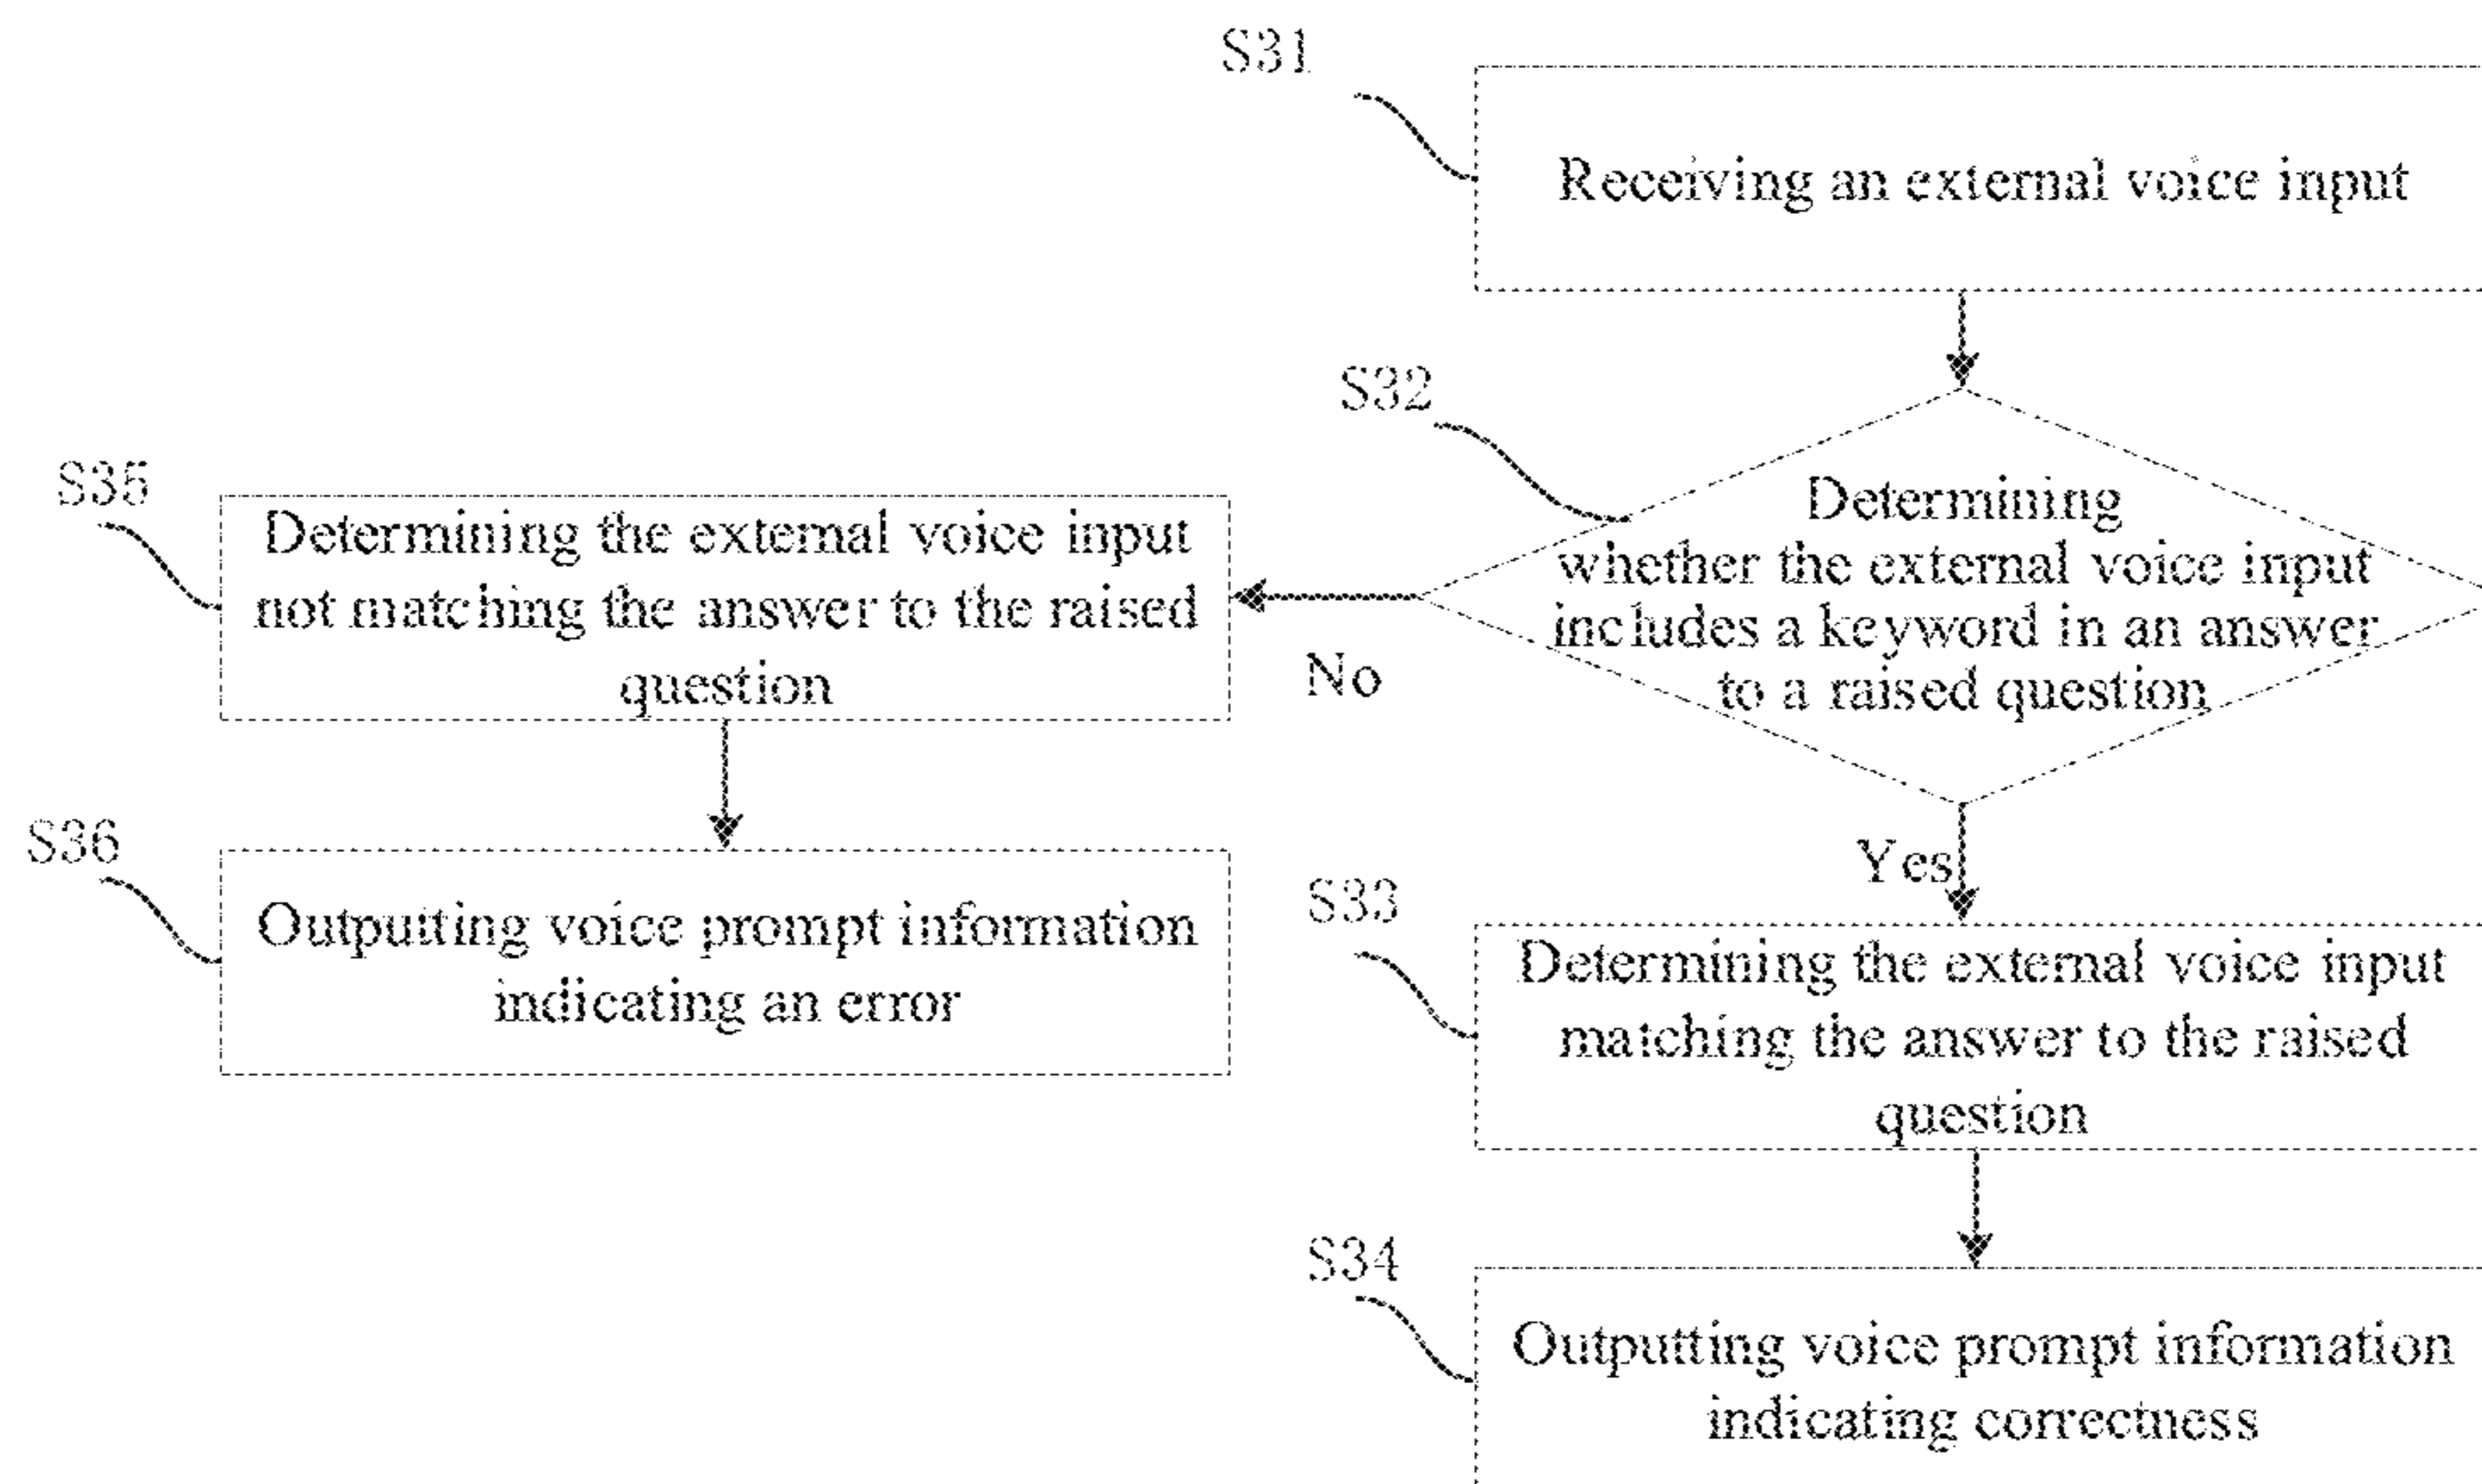 S31
Receiving an external voice input
S32
Determining
whether the external voice input
includes a keyword in an answer
to a raised question
No
Yes
S35
Determining the external voice input
not matching the answer to the raised
question
S36
Outputting voice prompt information
indicating an error
S33
Determining the external voice input
matching the answer to the raised
question
S34
Outputting voice prompt information
indicating correctness